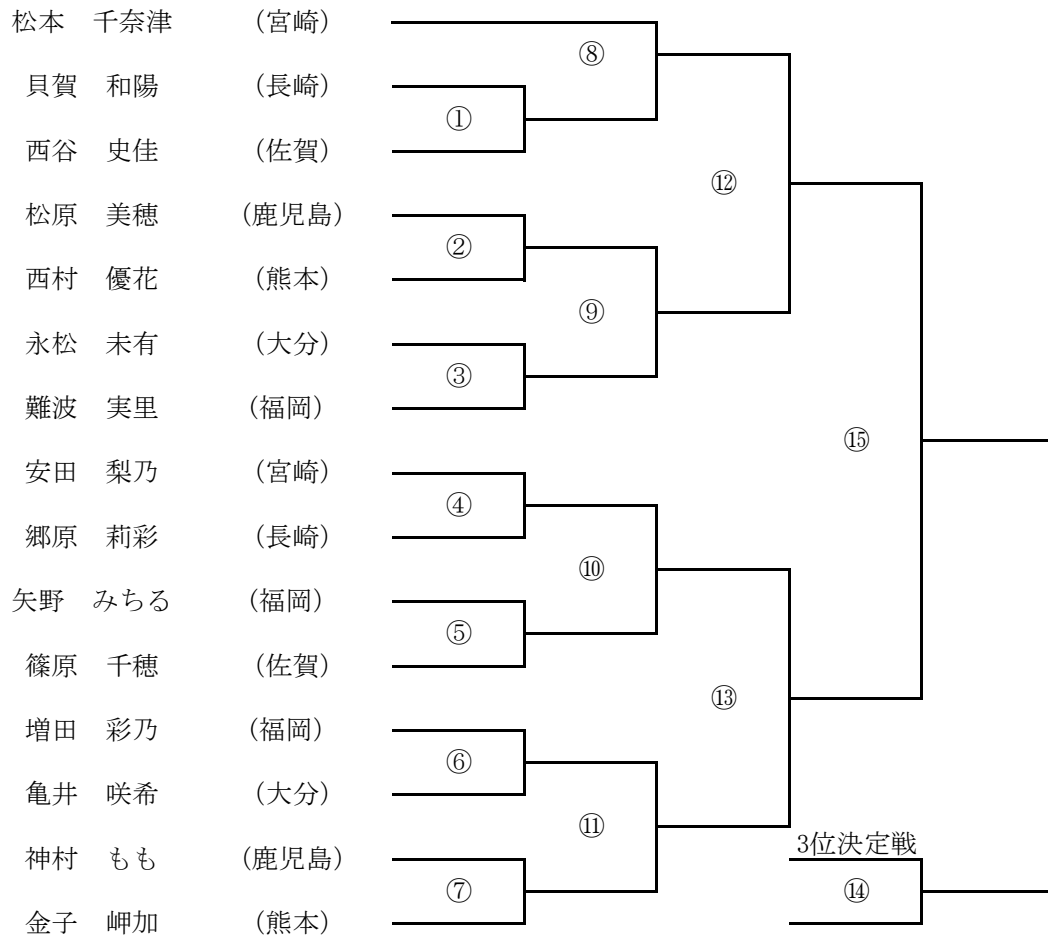 松本　千奈津　（宮崎）
⑧
貝賀　和陽　（長崎）
①
西谷　史佳　（佐賀）
⑫
松原　美穂　（鹿児島）
②
西村　優花　（熊本）
⑨
永松　未有　（大分）
③
難波　実里　（福岡）
⑮
安田　梨乃　（宮崎）
④
郷原　莉彩　（長崎）
⑩
矢野　みちる　（福岡）
⑤
篠原　千穂　（佐賀）
⑬
増田　彩乃　（福岡）
⑥
亀井　咲希　（大分）
⑪
3位決定戦
神村　もも　（鹿児島）
⑦
⑭
金子　岬加　（熊本）